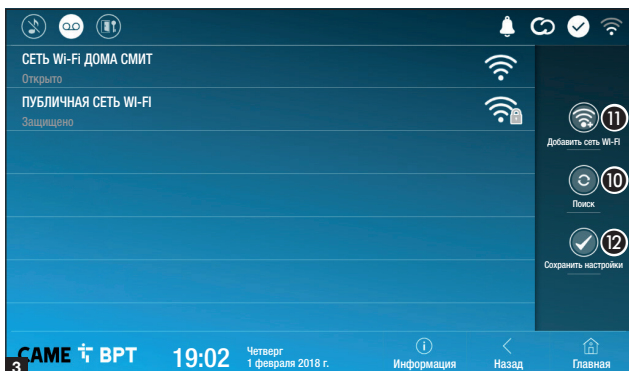 СЕТЬ Wi-Fi ДОМА СМИТ
Открыто
ПУБЛИЧНАЯ СЕТЬ WI-FI
Защищено
11
Добавить сеть WI-FI
10
Поиск
12
Сохранить настройки
3
CAME BPT
19:02
Четверг
1 февраля 2018 г.
Информация
Назад
Главная